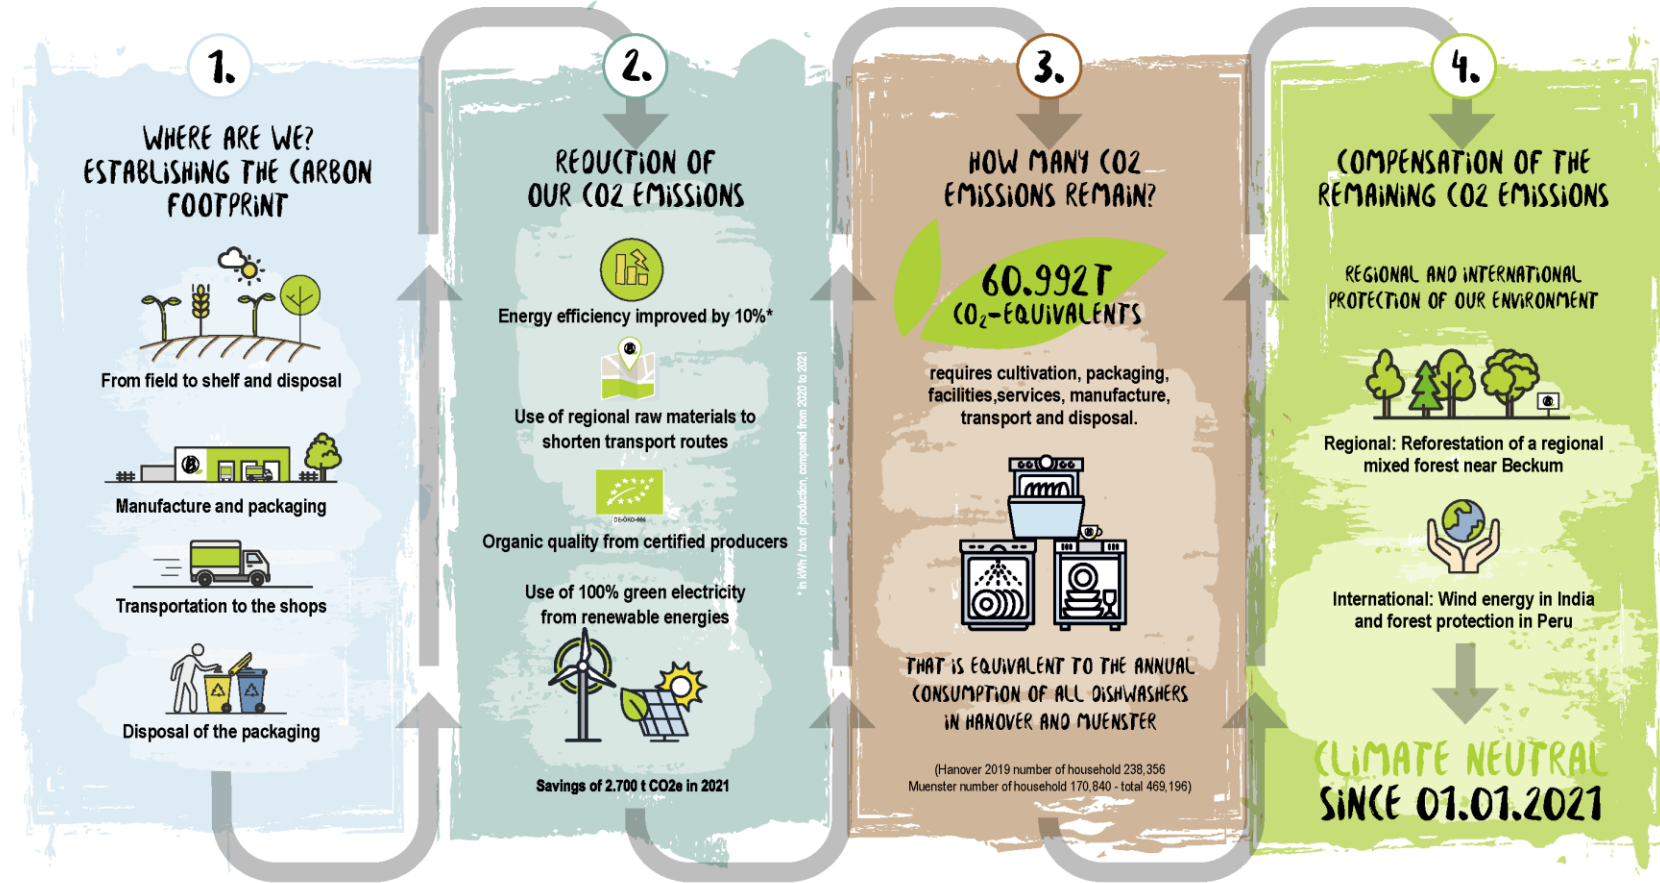 1.
WHERE ARE WE?
ESTABLISHING THE CARBON
FOOTPRINT
From field to shelf and disposal
Manufacture and packaging
Transportation to the shops
Disposal of the packaging
2.
REDUCTION OF
OUR CO2 EMISSIONS
Energy efficiency improved by 10%*
Use of regional raw materials to
shorten transport routes
Organic quality from certified producers
Use of 100% green electricity
from renewable energies
Savings of 2.700 t CO2e in 2021
* In kWh / ton of production, compared from 2020 to 2021
3.
HOW MANY CO2
EMISSIONS REMAIN?
60.992T
CO₂-EQUIVALENTS
requires cultivation, packaging,
facilities,services, manufacture,
transport and disposal.
THAT IS EQUIVALENT TO THE ANNUAL
CONSUMPTION OF ALL DISHWASHERS
IN HANOVER AND MUENSTER
(Hanover 2019 number of household 238,356
Muenster number of household 170,840 - total 469,196)
4.
COMPENSATION OF THE
REMAINING CO2 EMISSIONS
REGIONAL AND INTERNATIONAL
PROTECTION OF OUR ENVIRONMENT
Regional: Reforestation of a regional
mixed forest near Beckum
International: Wind energy in India
and forest protection in Peru
CLIMATE NEUTRAL
SINCE 01.01.2021